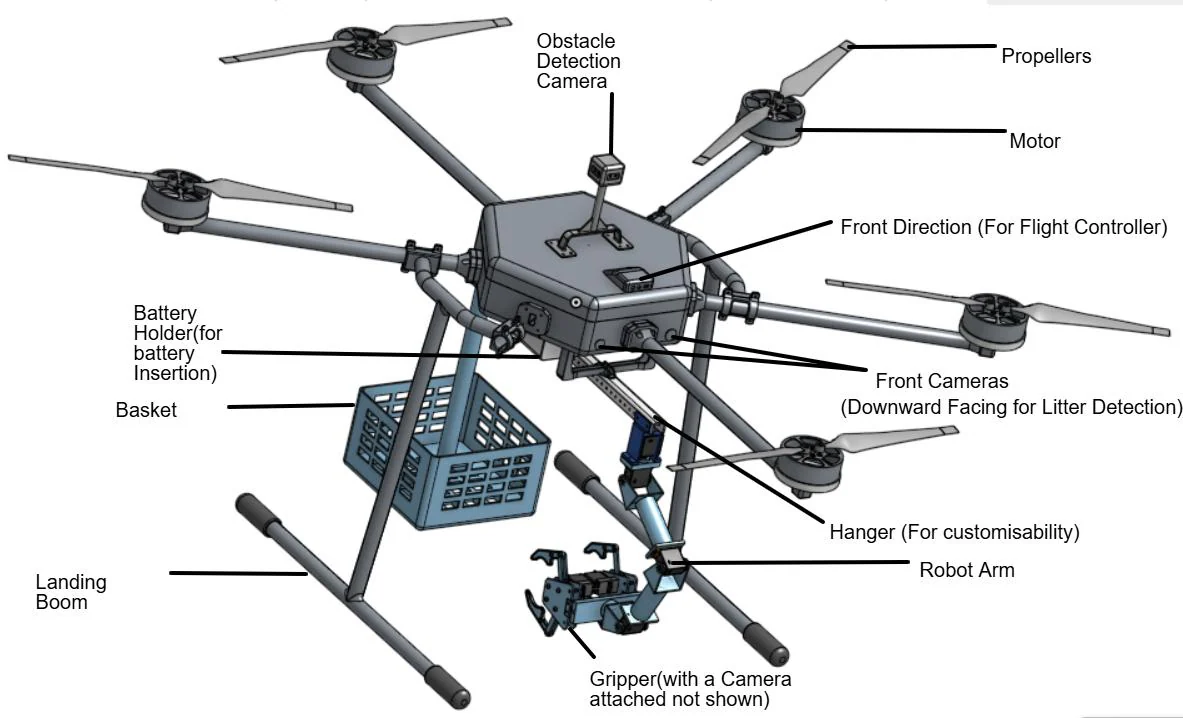 Obstacle
Detection
Camera
Propellers
Motor
Front Direction (For Flight Controller)
Battery
Holder(for
battery
Insertion)
Basket
Front Cameras
(Downward Facing for Litter Detection)
Hanger (For customisability)
Robot Arm
Landing
Boom
Gripper(with a Camera
attached not shown)